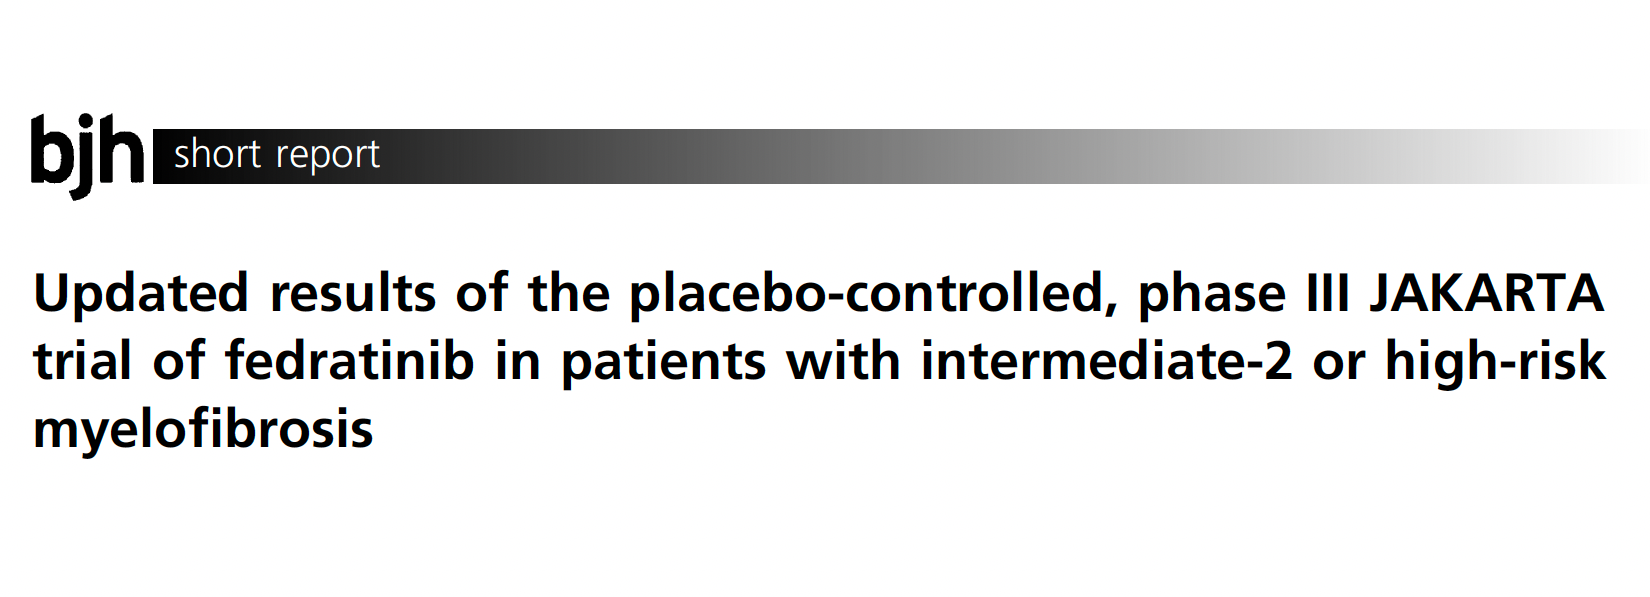 bjh short report
Updated results of the placebo-controlled, phase III JAKARTA
trial of fedratinib in patients with intermediate-2 or high-risk
myelofibrosis